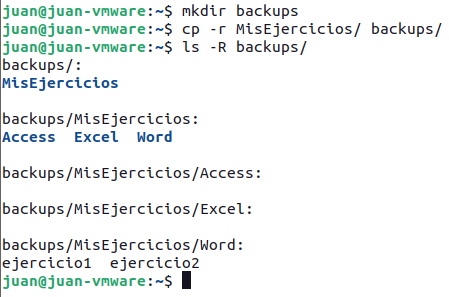 juan@juan-vmware:~$ mkdir backups
juan@juan-vmware:~$ cp -r MisEjercicios/ backups/
juan@juan-vmware:~$ ls -R backups/
backups/:
MisEjercicios
backups/MisEjercicios:
Access  Excel  Word
backups/MisEjercicios/Access:
backups/MisEjercicios/Excel:
backups/MisEjercicios/Word:
ejercicio1  ejercicio2
juan@juan-vmware:~$